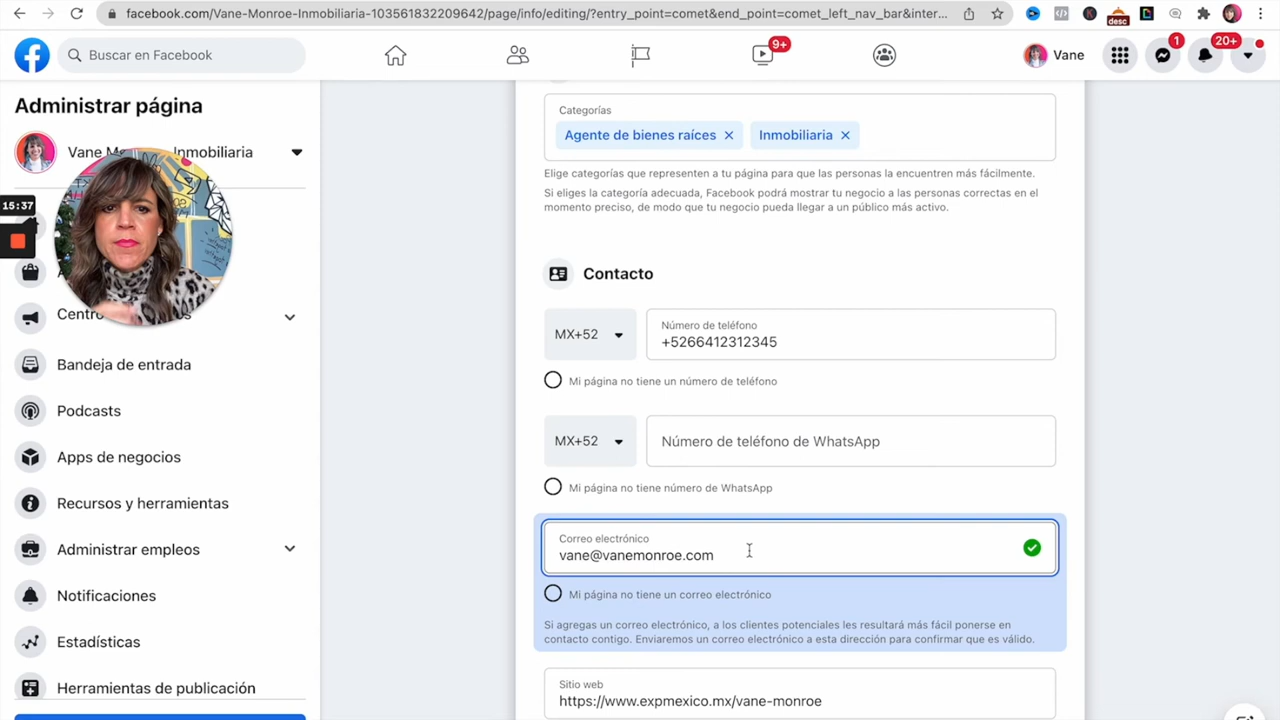 facebook.com/Vane-Monroe-Inmobiliaria-103561832209642/page/info/editing/?entry_point=comet&end_point=comet_left_nav_bar&inter...
desc
Buscar en Facebook
9+
Vane
1
20+
Administrar página
Inmobiliaria
15:37
Bandeja de entrada
Podcasts
Apps de negocios
Recursos y herramientas
Administrar empleos
Notificaciones
Estadísticas
Herramientas de publicación
Categorías
Agente de bienes raíces
Inmobiliaria
Elige categorías que representen a tu página para que las personas la encuentren más fácilmente.
Si eliges la categoría adecuada, Facebook podrá mostrar tu negocio a las personas correctas en el
momento preciso, de modo que tu negocio pueda llegar a un público más activo.
Contacto
MX+52
Número de teléfono
+5266412312345
Mi página no tiene un número de teléfono
MX+52
Número de teléfono de WhatsApp
Mi página no tiene número de WhatsApp
Correo electrónico
vane@vanemonroe.com
Mi página no tiene un correo electrónico
Si agregas un correo electrónico, a los clientes potenciales les resultará más fácil ponerse en
contacto contigo. Enviaremos un correo electrónico a esta dirección para confirmar que es válido.
Sitio web
https://www.expmexico.mx/vane-monroe